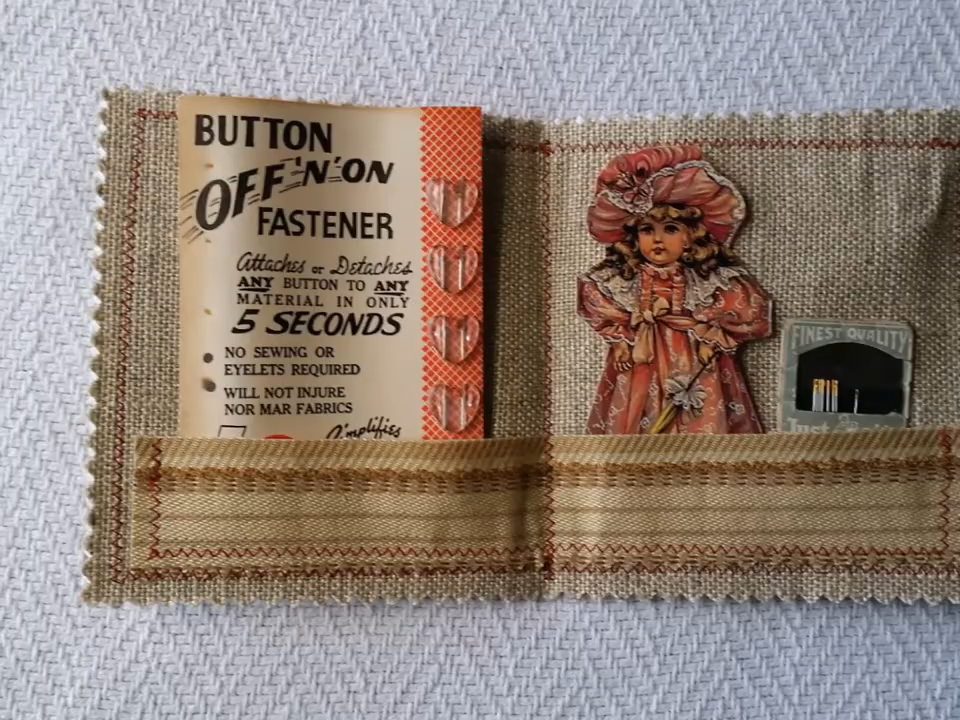 BUTTON
OFF 'N' ON
FASTENER
Attaches or Detaches
ANY BUTTON TO ANY
MATERIAL IN ONLY
5 SECONDS
NO SEWING OR
EYELETS REQUIRED
WILL NOT INJURE
NOR MAR FABRICS
Simplifies
FINEST QUALITY